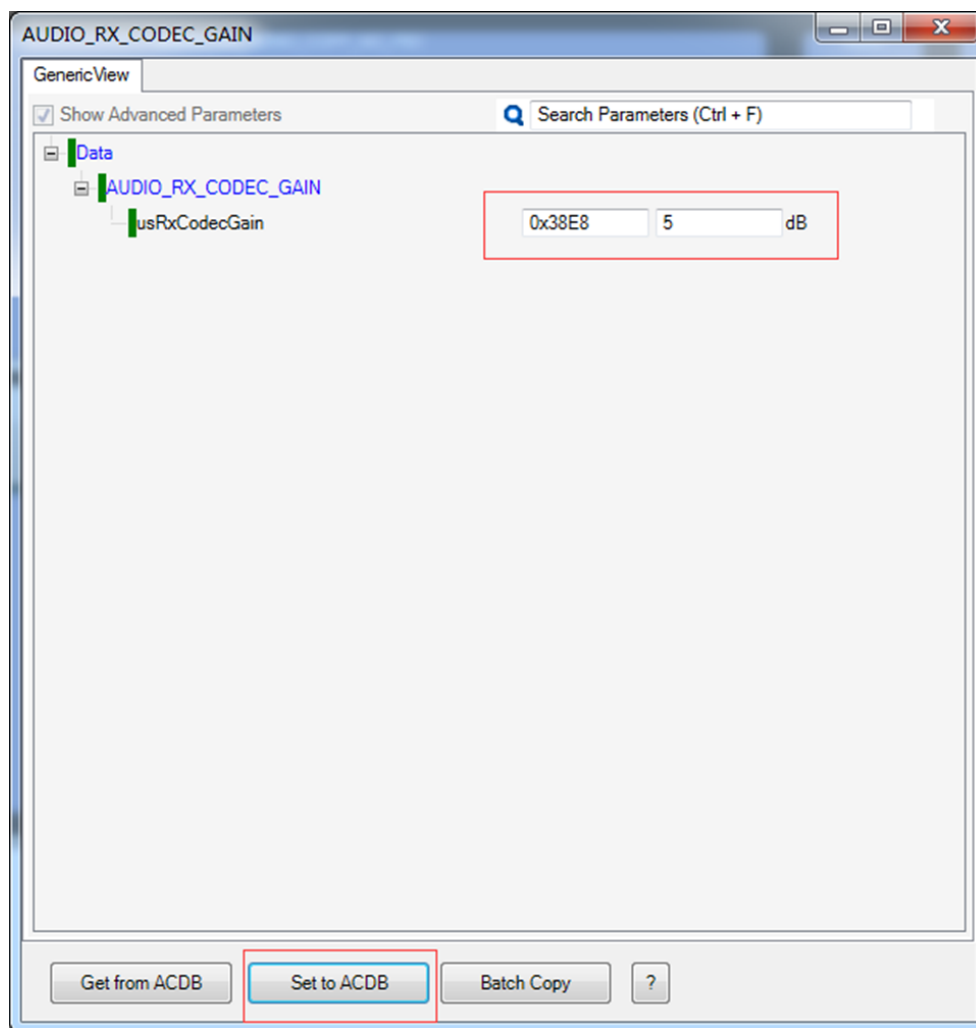 AUDIO_RX_CODEC_GAIN
GenericView
Show Advanced Parameters Search Parameters (Ctrl + F)
Data
AUDIO_RX_CODEC_GAIN
usRxCodecGain 0x38E8 5 dB
Get from ACDB Set to ACDB Batch Copy ?